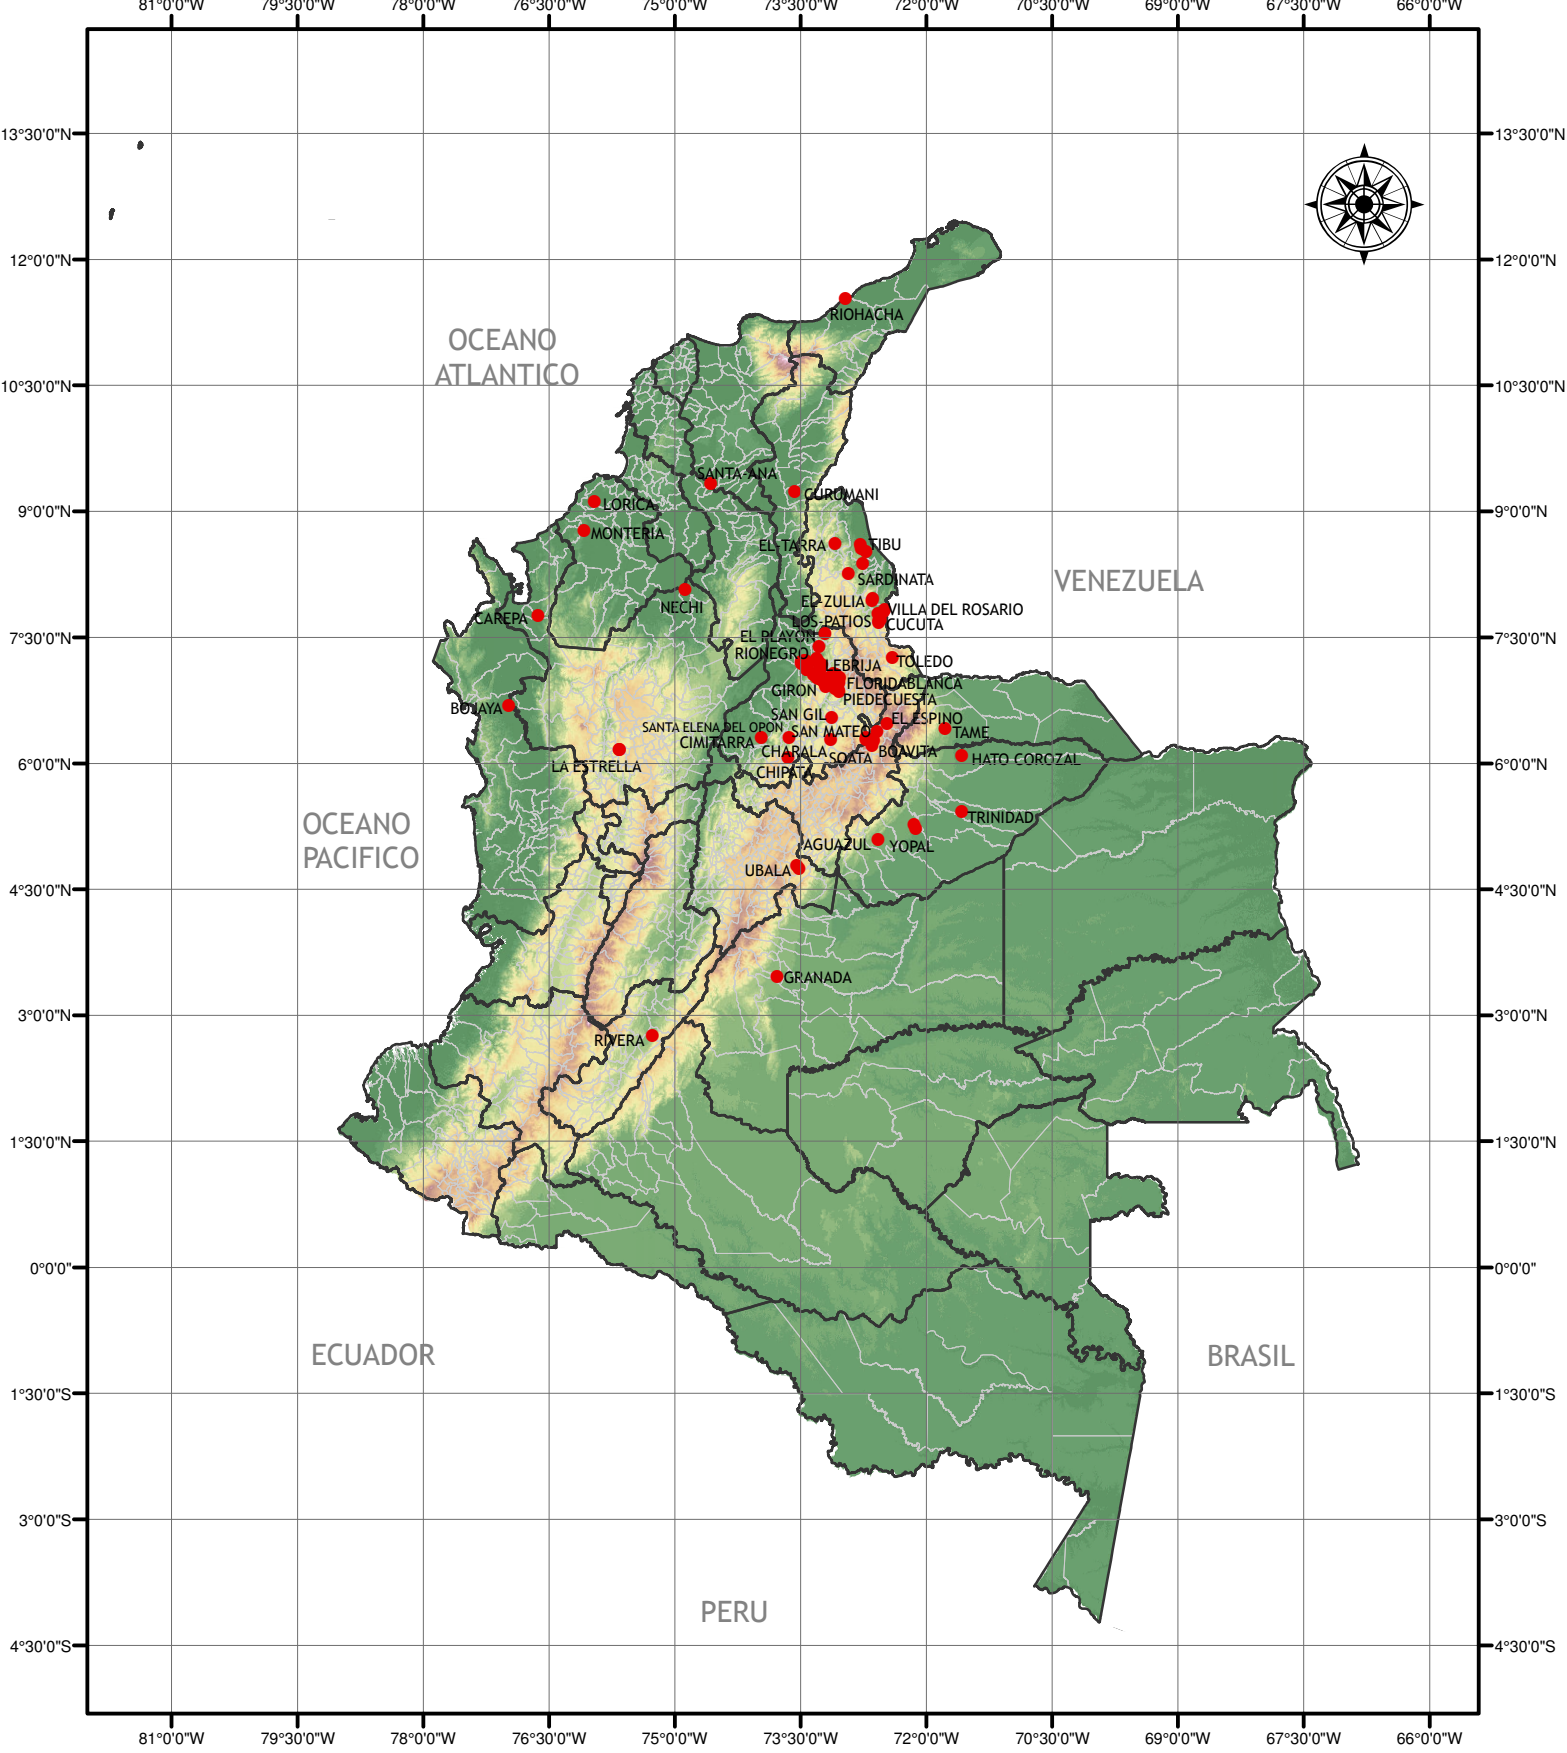 81°0'0"W 79°30'0"W 78°0'0"W 76°30'0"W 75°0'0"W 73°30'0"W 72°0'0"W 70°30'0"W 69°0'0"W 67°30'0"W 66°0'0"W
13°30'0"N 13°30'0"N
12°0'0"N 12°0'0"N
RIOHACHA
OCEANO
ATLANTICO
10°30'0"N 10°30'0"N
SANTA-ANA
CURUMANI
LORICA
9°0'0"N 9°0'0"N
MONTERIA
EL-TARRA
TIBU
SARDINATA
VENEZUELA
EL-ZULIA
NECHI
VILLA DEL ROSARIO
CAREPA
LOS-PATIOS
CUCUTA
7°30'0"N 7°30'0"N
EL PLAYON
RIONEGRO
LEBRIJA
TOLEDO
GIRON
FLORIDABLANCA
PIEDECUESTA
BOJAYA
SAN GIL
EL ESPINO
SANTA ELENA DEL OPON
SAN MATEO
TAME
CIMITARRA
CHARALA
SOATA
BOAVITA
HATO COROZAL
LA ESTRELLA
CHIPATA
6°0'0"N 6°0'0"N
TRINIDAD
OCEANO
PACIFICO
AGUAZUL
YOPAL
UBALA
4°30'0"N 4°30'0"N
GRANADA
3°0'0"N 3°0'0"N
RIVERA
1°30'0"N 1°30'0"N
0°0'0" 0°0'0"
ECUADOR
BRASIL
1°30'0"S 1°30'0"S
3°0'0"S 3°0'0"S
PERU
4°30'0"S 4°30'0"S
81°0'0"W 79°30'0"W 78°0'0"W 76°30'0"W 75°0'0"W 73°30'0"W 72°0'0"W 70°30'0"W 69°0'0"W 67°30'0"W 66°0'0"W